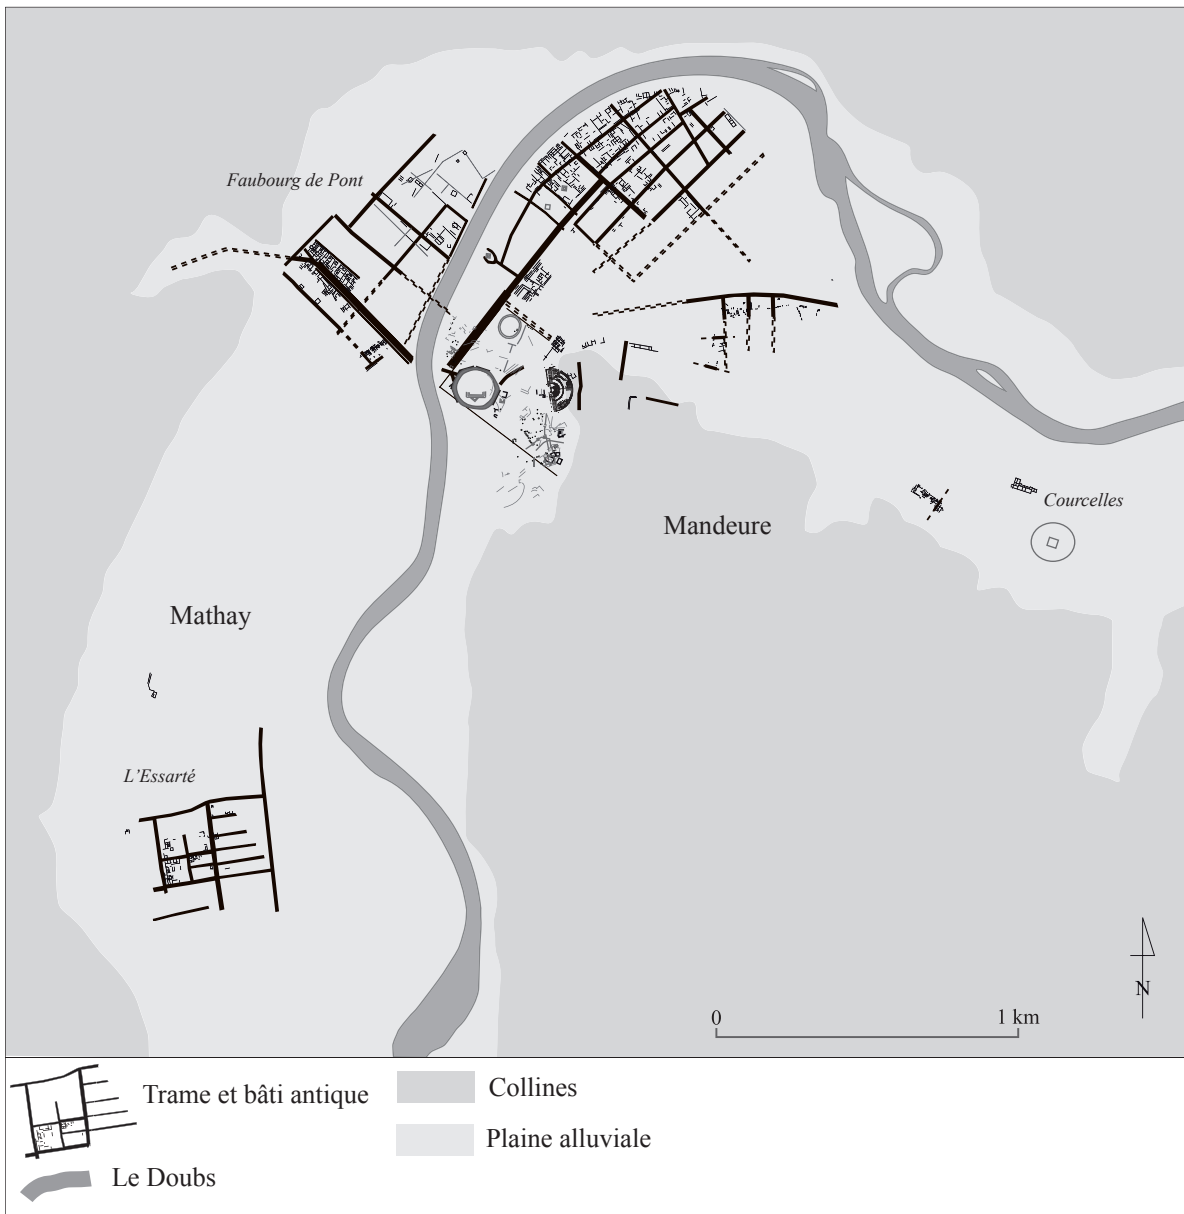 Faubourg de Pont
Mandeure
Courcelles
Mathay
L'Essarté
N
0 1 km
Trame et bâti antique
Collines
Plaine alluviale
Le Doubs